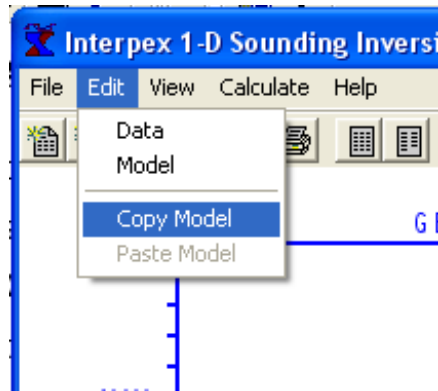 Interpex 1-D Sounding Inversi
File Edit View Calculate Help
Data
Model
Copy Model
Paste Model
G E